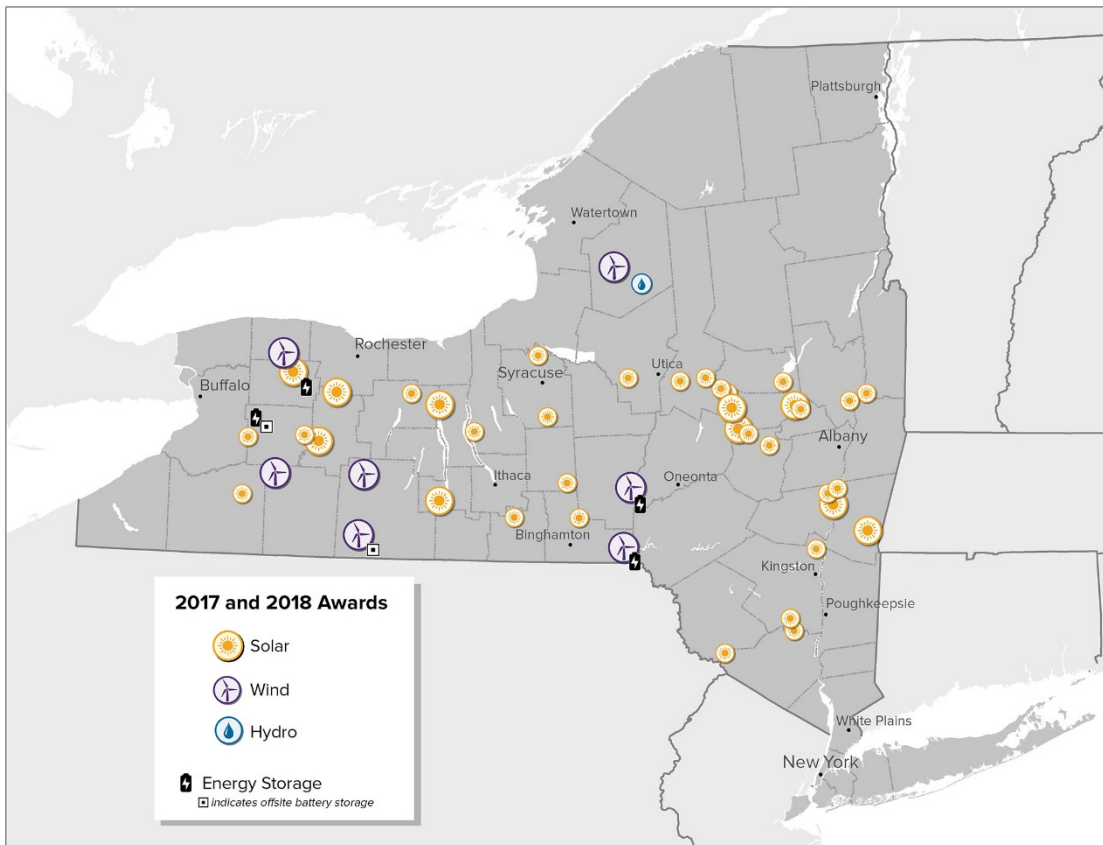 Plattsburgh
Watertown
Rochester
Utica
Syracuse
Buffalo
Albany
Ithaca
Oneonta
Binghamton
Kingston
Poughkeepsie
White Plains
New York
2017 and 2018 Awards
Solar
Wind
Hydro
Energy Storage
indicates offsite battery storage